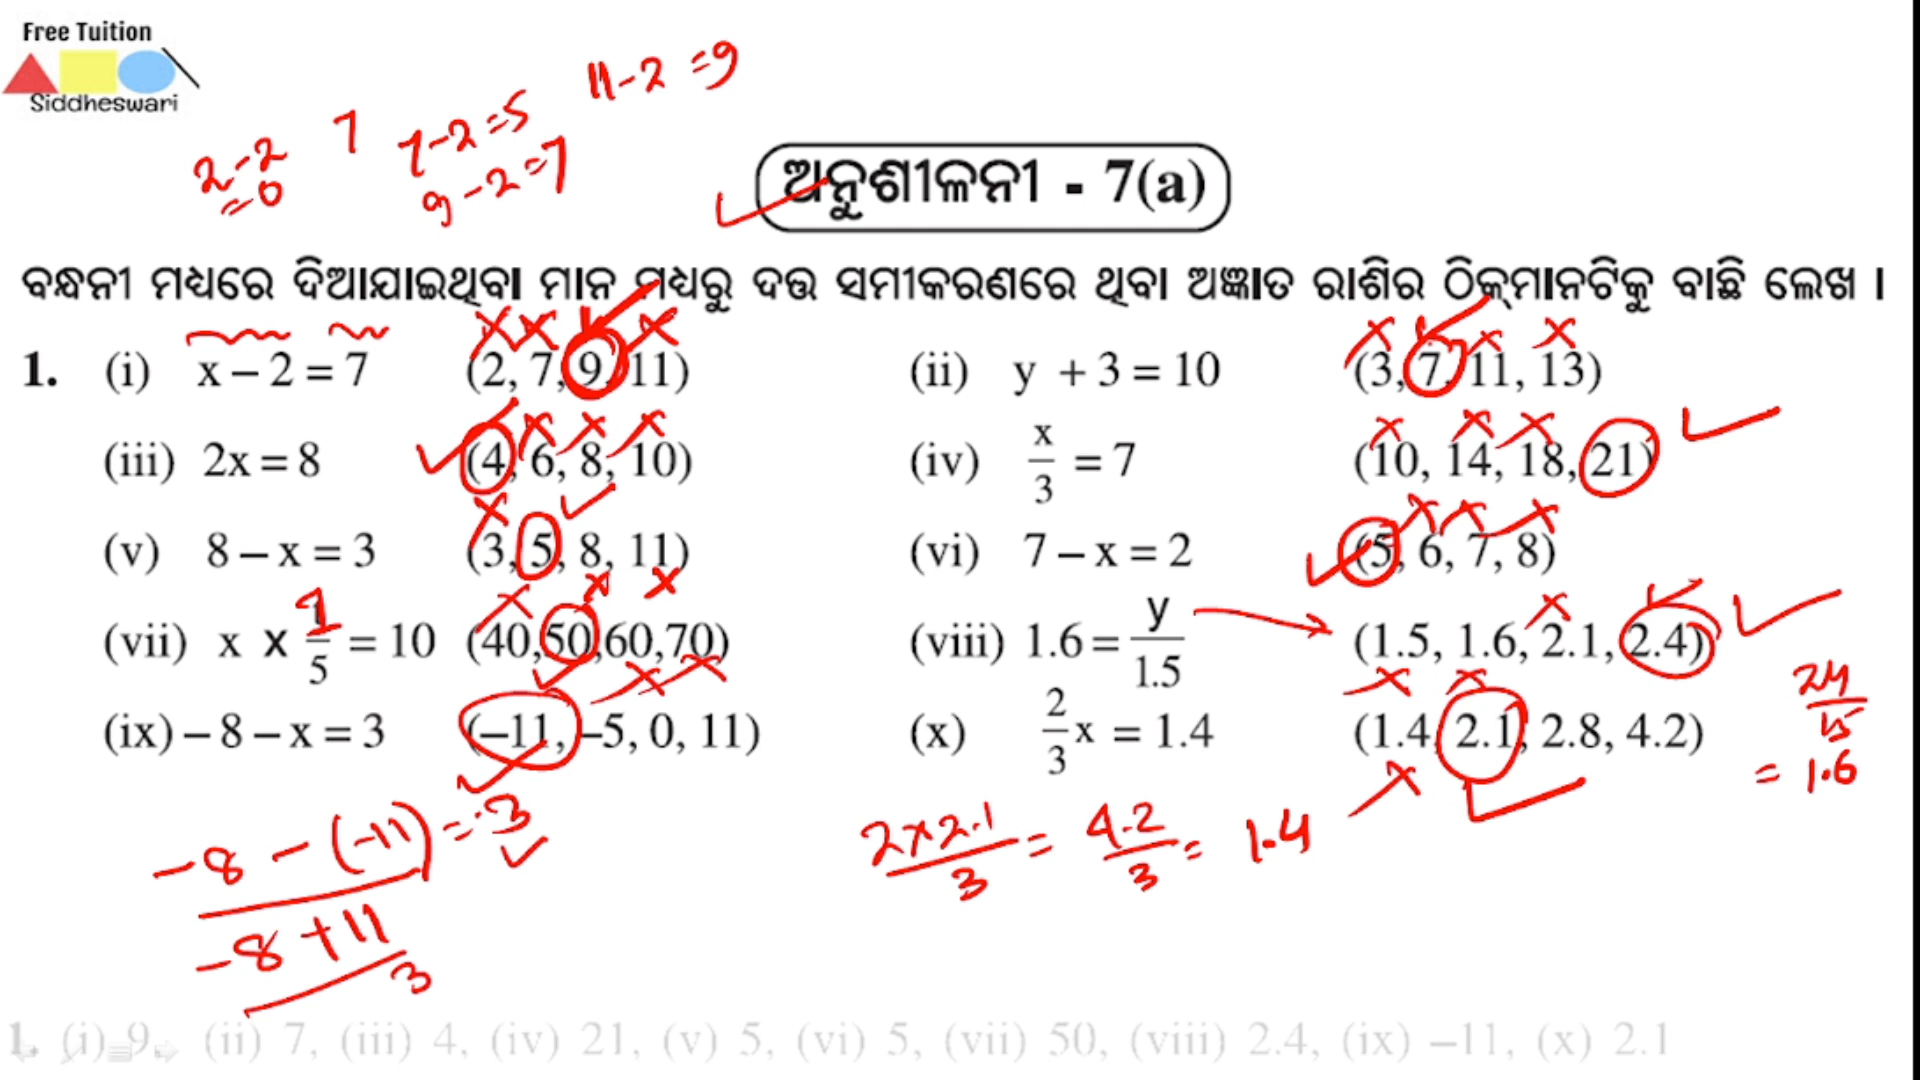 Free Tuition
Siddheswari
2-2
=0
7
7-2=5
9-2=7
11-2=9
ଅନୁଶୀଳନୀ - 7(a)
ବନ୍ଧନୀ ମଧ୍ୟରେ ଦିଆଯାଇଥିବା ମାନ ମଧ୍ୟରୁ ଦତ୍ତ ସମୀକରଣରେ ଥିବା ଅଜ୍ଞାତ ରାଶିର ଠିକ୍‌ମାନଟିକୁ ବାଛି ଲେଖ ।
1. (i) x – 2 = 7 (2, 7, 9, 11) (ii) y + 3 = 10 (3, 7, 11, 13)
(iii) 2x = 8 (4, 6, 8, 10) (iv) x/3 = 7 (10, 14, 18, 21)
(v) 8 – x = 3 (3, 5, 8, 11) (vi) 7 – x = 2 (5, 6, 7, 8)
(vii) x x 1/5 = 10 (40,50,60,70) (viii) 1.6 = y/1.5 (1.5, 1.6, 2.1, 2.4)
(ix) – 8 – x = 3 (–11, –5, 0, 11) (x) 2/3 x = 1.4 (1.4, 2.1, 2.8, 4.2)
24/15
= 1.6
-8 - (-11) = 3
-8 + 11
3
2x2.1/3 = 4.2/3 = 1.4
1. (i) 9, (ii) 7, (iii) 4, (iv) 21, (v) 5, (vi) 5, (vii) 50, (viii) 2.4, (ix) –11, (x) 2.1